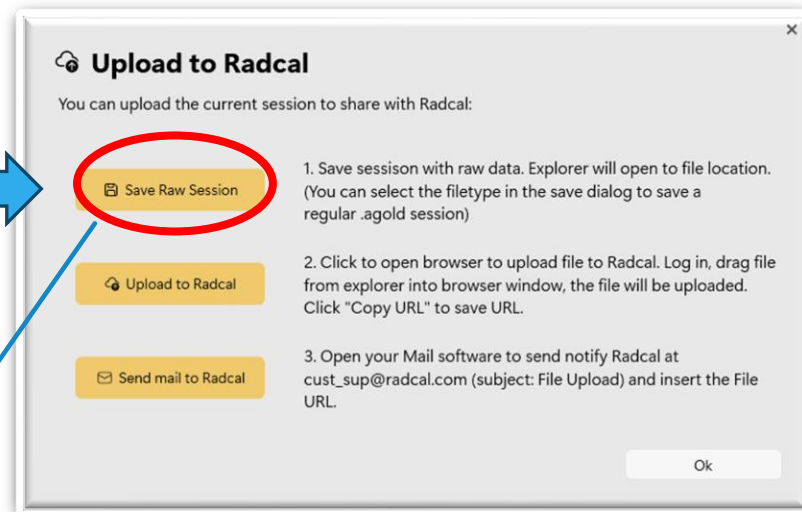 Upload to Radcal
You can upload the current session to share with Radcal:
Save Raw Session
1. Save sessison with raw data. Explorer will open to file location.
(You can select the filetype in the save dialog to save a
regular .agold session)
Upload to Radcal
2. Click to open browser to upload file to Radcal. Log in, drag file
from explorer into browser window, the file will be uploaded.
Click "Copy URL" to save URL.
Send mail to Radcal
3. Open your Mail software to send notify Radcal at
cust_sup@radcal.com (subject: File Upload) and insert the File
URL.
Ok